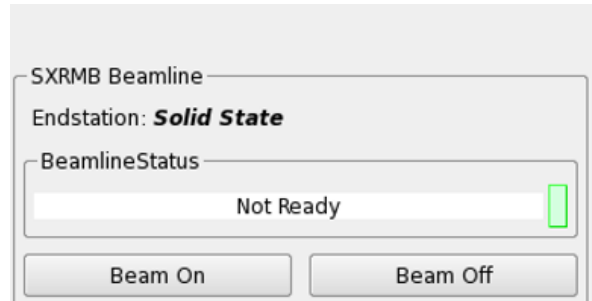 SXRMB Beamline
Endstation: Solid State
BeamlineStatus
Not Ready
Beam On Beam Off